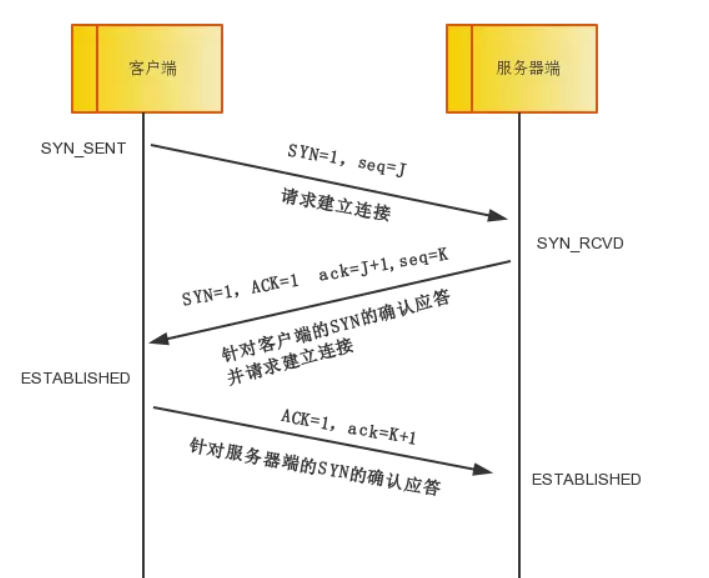 客户端
服务器端
SYN_SENT
SYN=1, seq=J
请求建立连接
SYN_RCVD
SYN=1, ACK=1 ack=J+1,seq=K
针对客户端的SYN的确认应答
并请求建立连接
ESTABLISHED
ACK=1, ack=K+1
针对服务器端的SYN的确认应答
ESTABLISHED